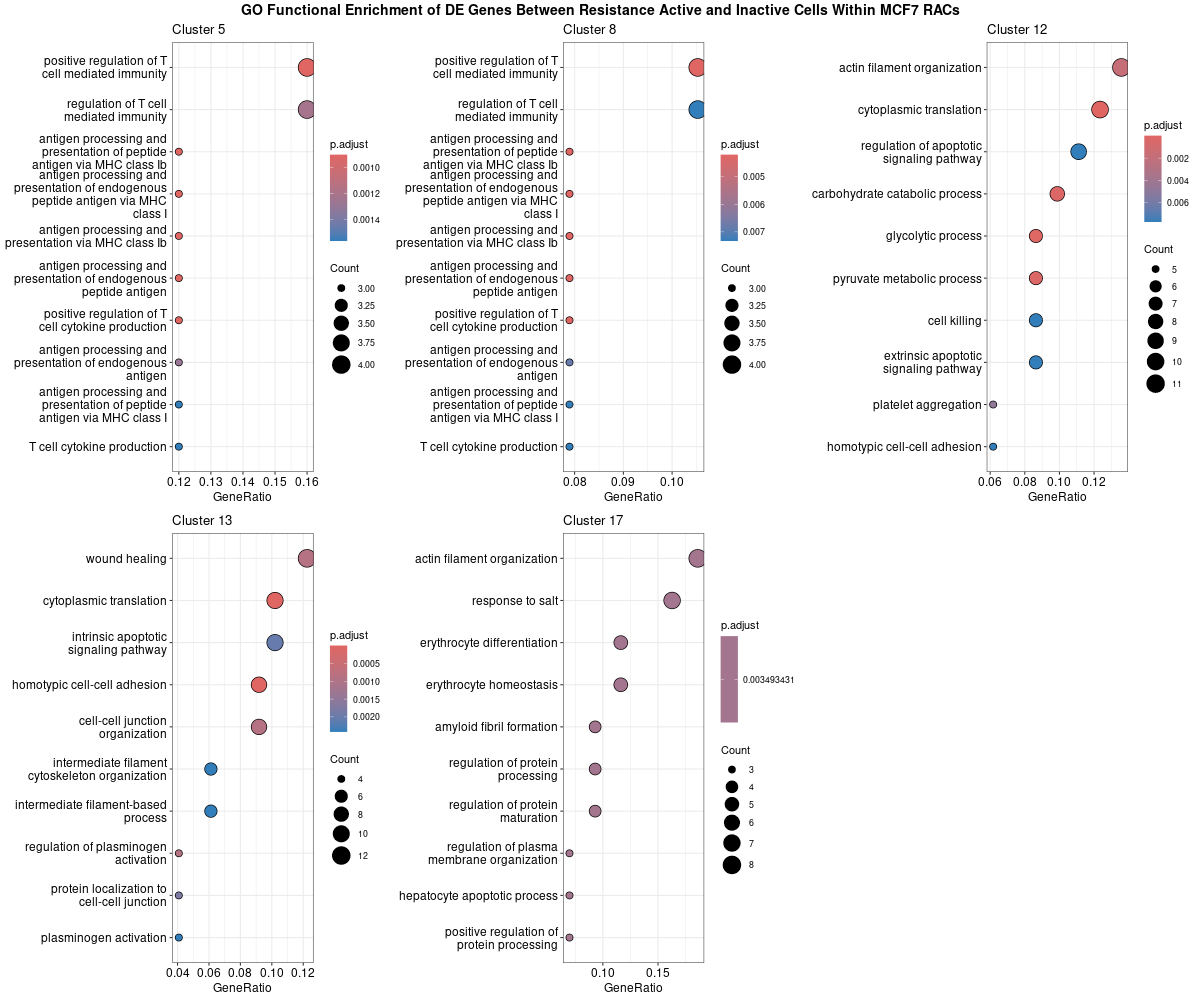 GO Functional Enrichment of DE Genes Between Resistance Active and Inactive Cells Within MCF7 RACs
Cluster 5
positive regulation of T
cell mediated immunity
regulation of T cell
mediated immunity
antigen processing and
presentation of peptide
antigen via MHC class Ib
antigen processing and
presentation of endogenous
peptide antigen via MHC
class I
antigen processing and
presentation via MHC class Ib
antigen processing and
presentation of endogenous
peptide antigen
positive regulation of T
cell cytokine production
antigen processing and
presentation of endogenous
antigen
antigen processing and
presentation of peptide
antigen via MHC class I
T cell cytokine production
0.12 0.13 0.14 0.15 0.16
GeneRatio
p.adjust
0.0010
0.0012
0.0014
Count
3.00
3.25
3.50
3.75
4.00
Cluster 8
positive regulation of T
cell mediated immunity
regulation of T cell
mediated immunity
antigen processing and
presentation of peptide
antigen via MHC class Ib
antigen processing and
presentation of endogenous
peptide antigen via MHC
class I
antigen processing and
presentation via MHC class Ib
antigen processing and
presentation of endogenous
peptide antigen
positive regulation of T
cell cytokine production
antigen processing and
presentation of endogenous
antigen
antigen processing and
presentation of peptide
antigen via MHC class I
T cell cytokine production
0.08 0.09 0.10
GeneRatio
p.adjust
0.005
0.006
0.007
Count
3.00
3.25
3.50
3.75
4.00
Cluster 12
actin filament organization
cytoplasmic translation
regulation of apoptotic
signaling pathway
carbohydrate catabolic process
glycolytic process
pyruvate metabolic process
cell killing
extrinsic apoptotic
signaling pathway
platelet aggregation
homotypic cell-cell adhesion
0.06 0.08 0.10 0.12
GeneRatio
p.adjust
0.002
0.004
0.006
Count
5
6
7
8
9
10
11
Cluster 13
wound healing
cytoplasmic translation
intrinsic apoptotic
signaling pathway
homotypic cell-cell adhesion
cell-cell junction
organization
intermediate filament
cytoskeleton organization
intermediate filament-based
process
regulation of plasminogen
activation
protein localization to
cell-cell junction
plasminogen activation
0.04 0.06 0.08 0.10 0.12
GeneRatio
p.adjust
0.0005
0.0010
0.0015
0.0020
Count
4
6
8
10
12
Cluster 17
actin filament organization
response to salt
erythrocyte differentiation
erythrocyte homeostasis
amyloid fibril formation
regulation of protein
processing
regulation of protein
maturation
regulation of plasma
membrane organization
hepatocyte apoptotic process
positive regulation of
protein processing
0.10 0.15
GeneRatio
p.adjust
0.003493431
Count
3
4
5
6
7
8